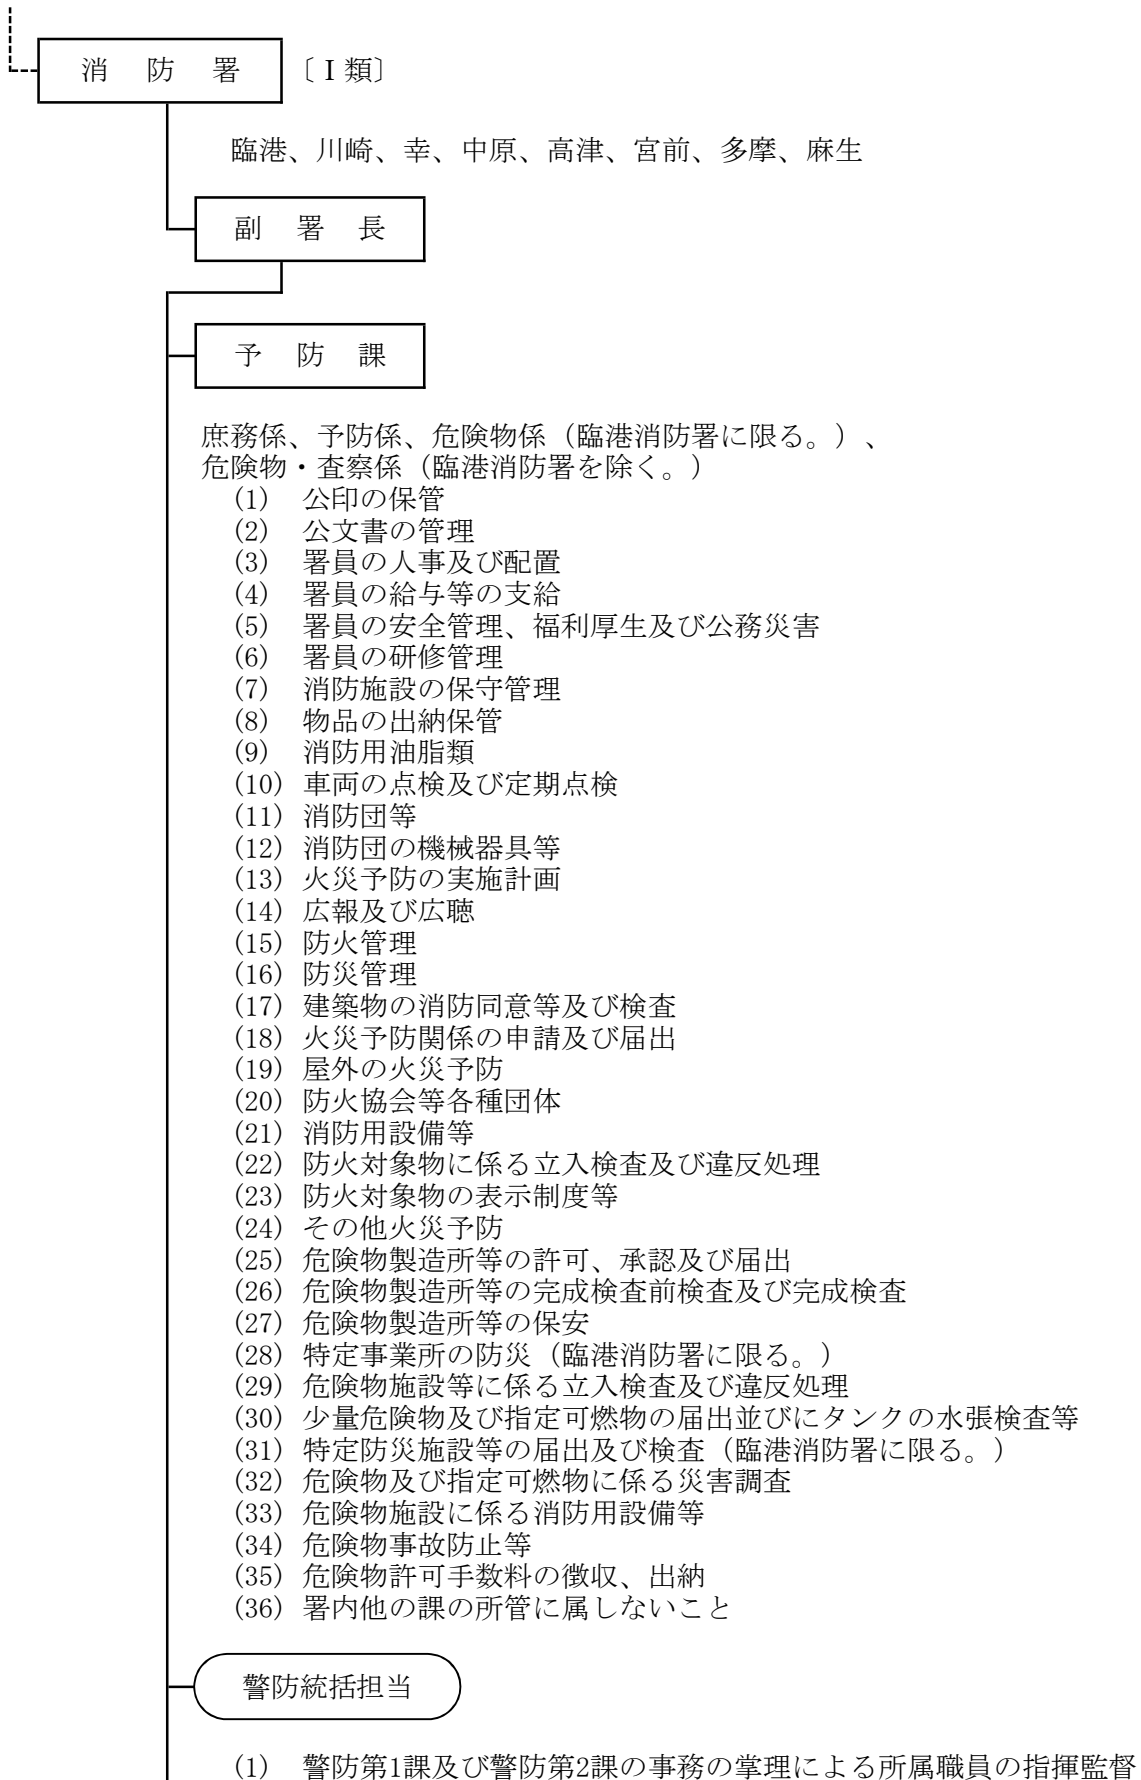 消 防 署 〔Ⅰ類〕
臨港、川崎、幸、中原、高津、宮前、多摩、麻生
副 署 長
予 防 課
庶務係、予防係、危険物係（臨港消防署に限る。）、
危険物・査察係（臨港消防署を除く。）
(1) 公印の保管
(2) 公文書の管理
(3) 署員の人事及び配置
(4) 署員の給与等の支給
(5) 署員の安全管理、福利厚生及び公務災害
(6) 署員の研修管理
(7) 消防施設の保守管理
(8) 物品の出納保管
(9) 消防用油脂類
(10) 車両の点検及び定期点検
(11) 消防団等
(12) 消防団の機械器具等
(13) 火災予防の実施計画
(14) 広報及び広聴
(15) 防火管理
(16) 防災管理
(17) 建築物の消防同意等及び検査
(18) 火災予防関係の申請及び届出
(19) 屋外の火災予防
(20) 防火協会等各種団体
(21) 消防用設備等
(22) 防火対象物に係る立入検査及び違反処理
(23) 防火対象物の表示制度等
(24) その他火災予防
(25) 危険物製造所等の許可、承認及び届出
(26) 危険物製造所等の完成検査前検査及び完成検査
(27) 危険物製造所等の保安
(28) 特定事業所の防災（臨港消防署に限る。）
(29) 危険物施設等に係る立入検査及び違反処理
(30) 少量危険物及び指定可燃物の届出並びにタンクの水張検査等
(31) 特定防災施設等の届出及び検査（臨港消防署に限る。）
(32) 危険物及び指定可燃物に係る災害調査
(33) 危険物施設に係る消防用設備等
(34) 危険物事故防止等
(35) 危険物許可手数料の徴収、出納
(36) 署内他の課の所管に属しないこと
警防統括担当
(1) 警防第1課及び警防第2課の事務の掌理による所属職員の指揮監督